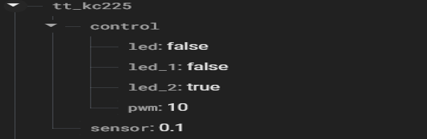 tt_kc225
control
led: false
led_1: false
led_2: true
pwm: 10
sensor: 0.1